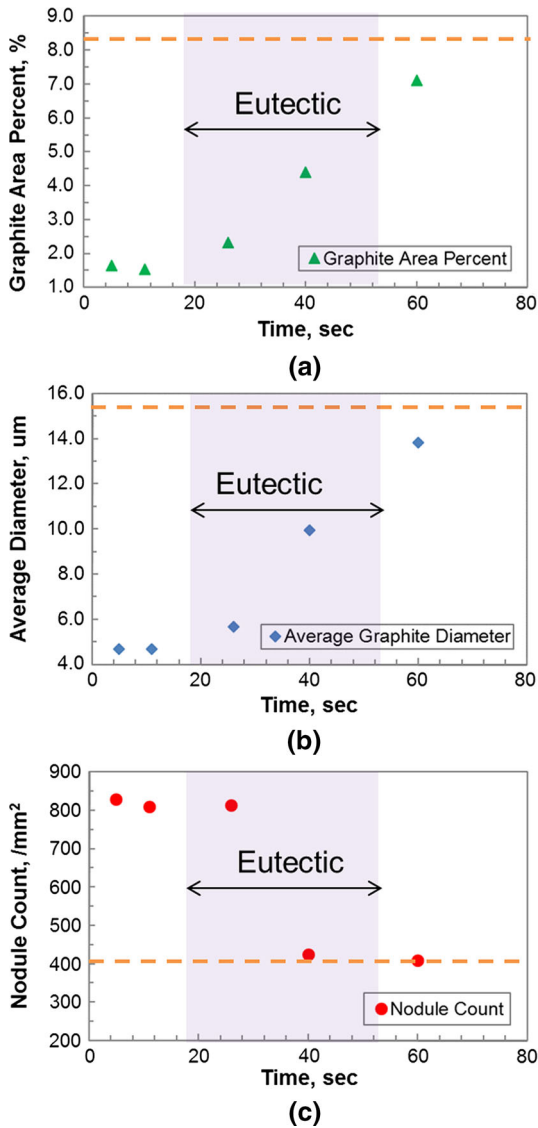 (a)
9.0
8.0
7.0
6.0
5.0
4.0
3.0
2.0
1.0
Graphite Area Percent, %
Eutectic
Graphite Area Percent
0 20 40 60 80
Time, sec
(a)
16.0
14.0
12.0
10.0
8.0
6.0
4.0
Average Diameter, um
Eutectic
Average Graphite Diameter
0 20 40 60 80
Time, sec
(b)
900
800
700
600
500
400
300
200
Nodule Count, /mm²
Eutectic
Nodule Count
0 20 40 60 80
Time, sec
(c)